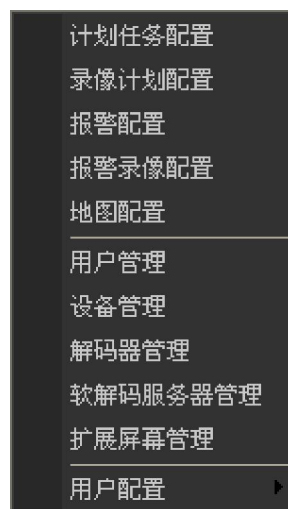 计划任务配置
录像计划配置
报警配置
报警录像配置
地图配置
用户管理
设备管理
解码器管理
软解码服务器管理
扩展屏幕管理
用户配置